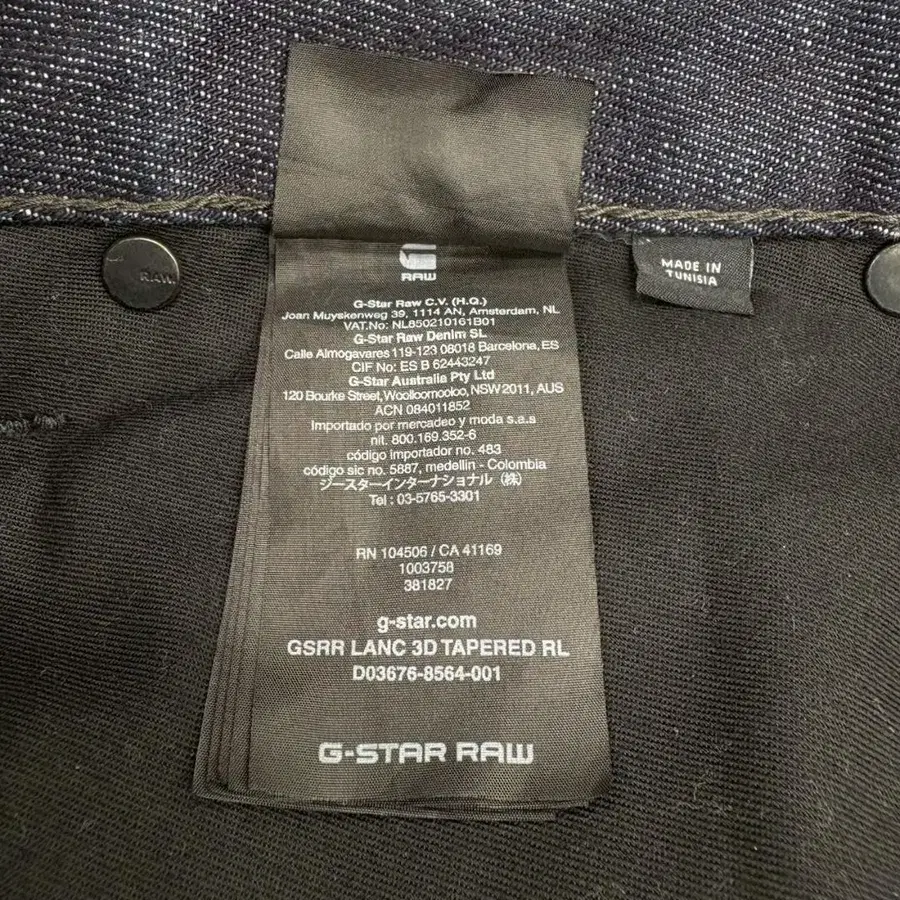 RAW
G-Star Raw C.V. (H.Q.)
Joan Muyskenweg 39, 1114 AN, Amsterdam, NL
VAT.No: NL850210161B01
G-Star Raw Denim SL
Calle Almogavares 119-123 08018 Barcelona, ES
CIF No: ES B 62443247
G-Star Australia Pty Ltd
120 Bourke Street, Woolloomooloo, NSW 2011, AUS
ACN 084011852
Importado por mercadeo y moda s.a.s
nit. 800.169.352-6
código importador no. 483
código sic no. 5887, medellin - Colombia
ジースターインターナショナル (株)
Tel : 03-5765-3301
RN 104506 / CA 41169
1003758
381827
g-star.com
GSRR LANC 3D TAPERED RL
D03676-8564-001
G-STAR RAW
MADE IN
TUNISIA
RAW